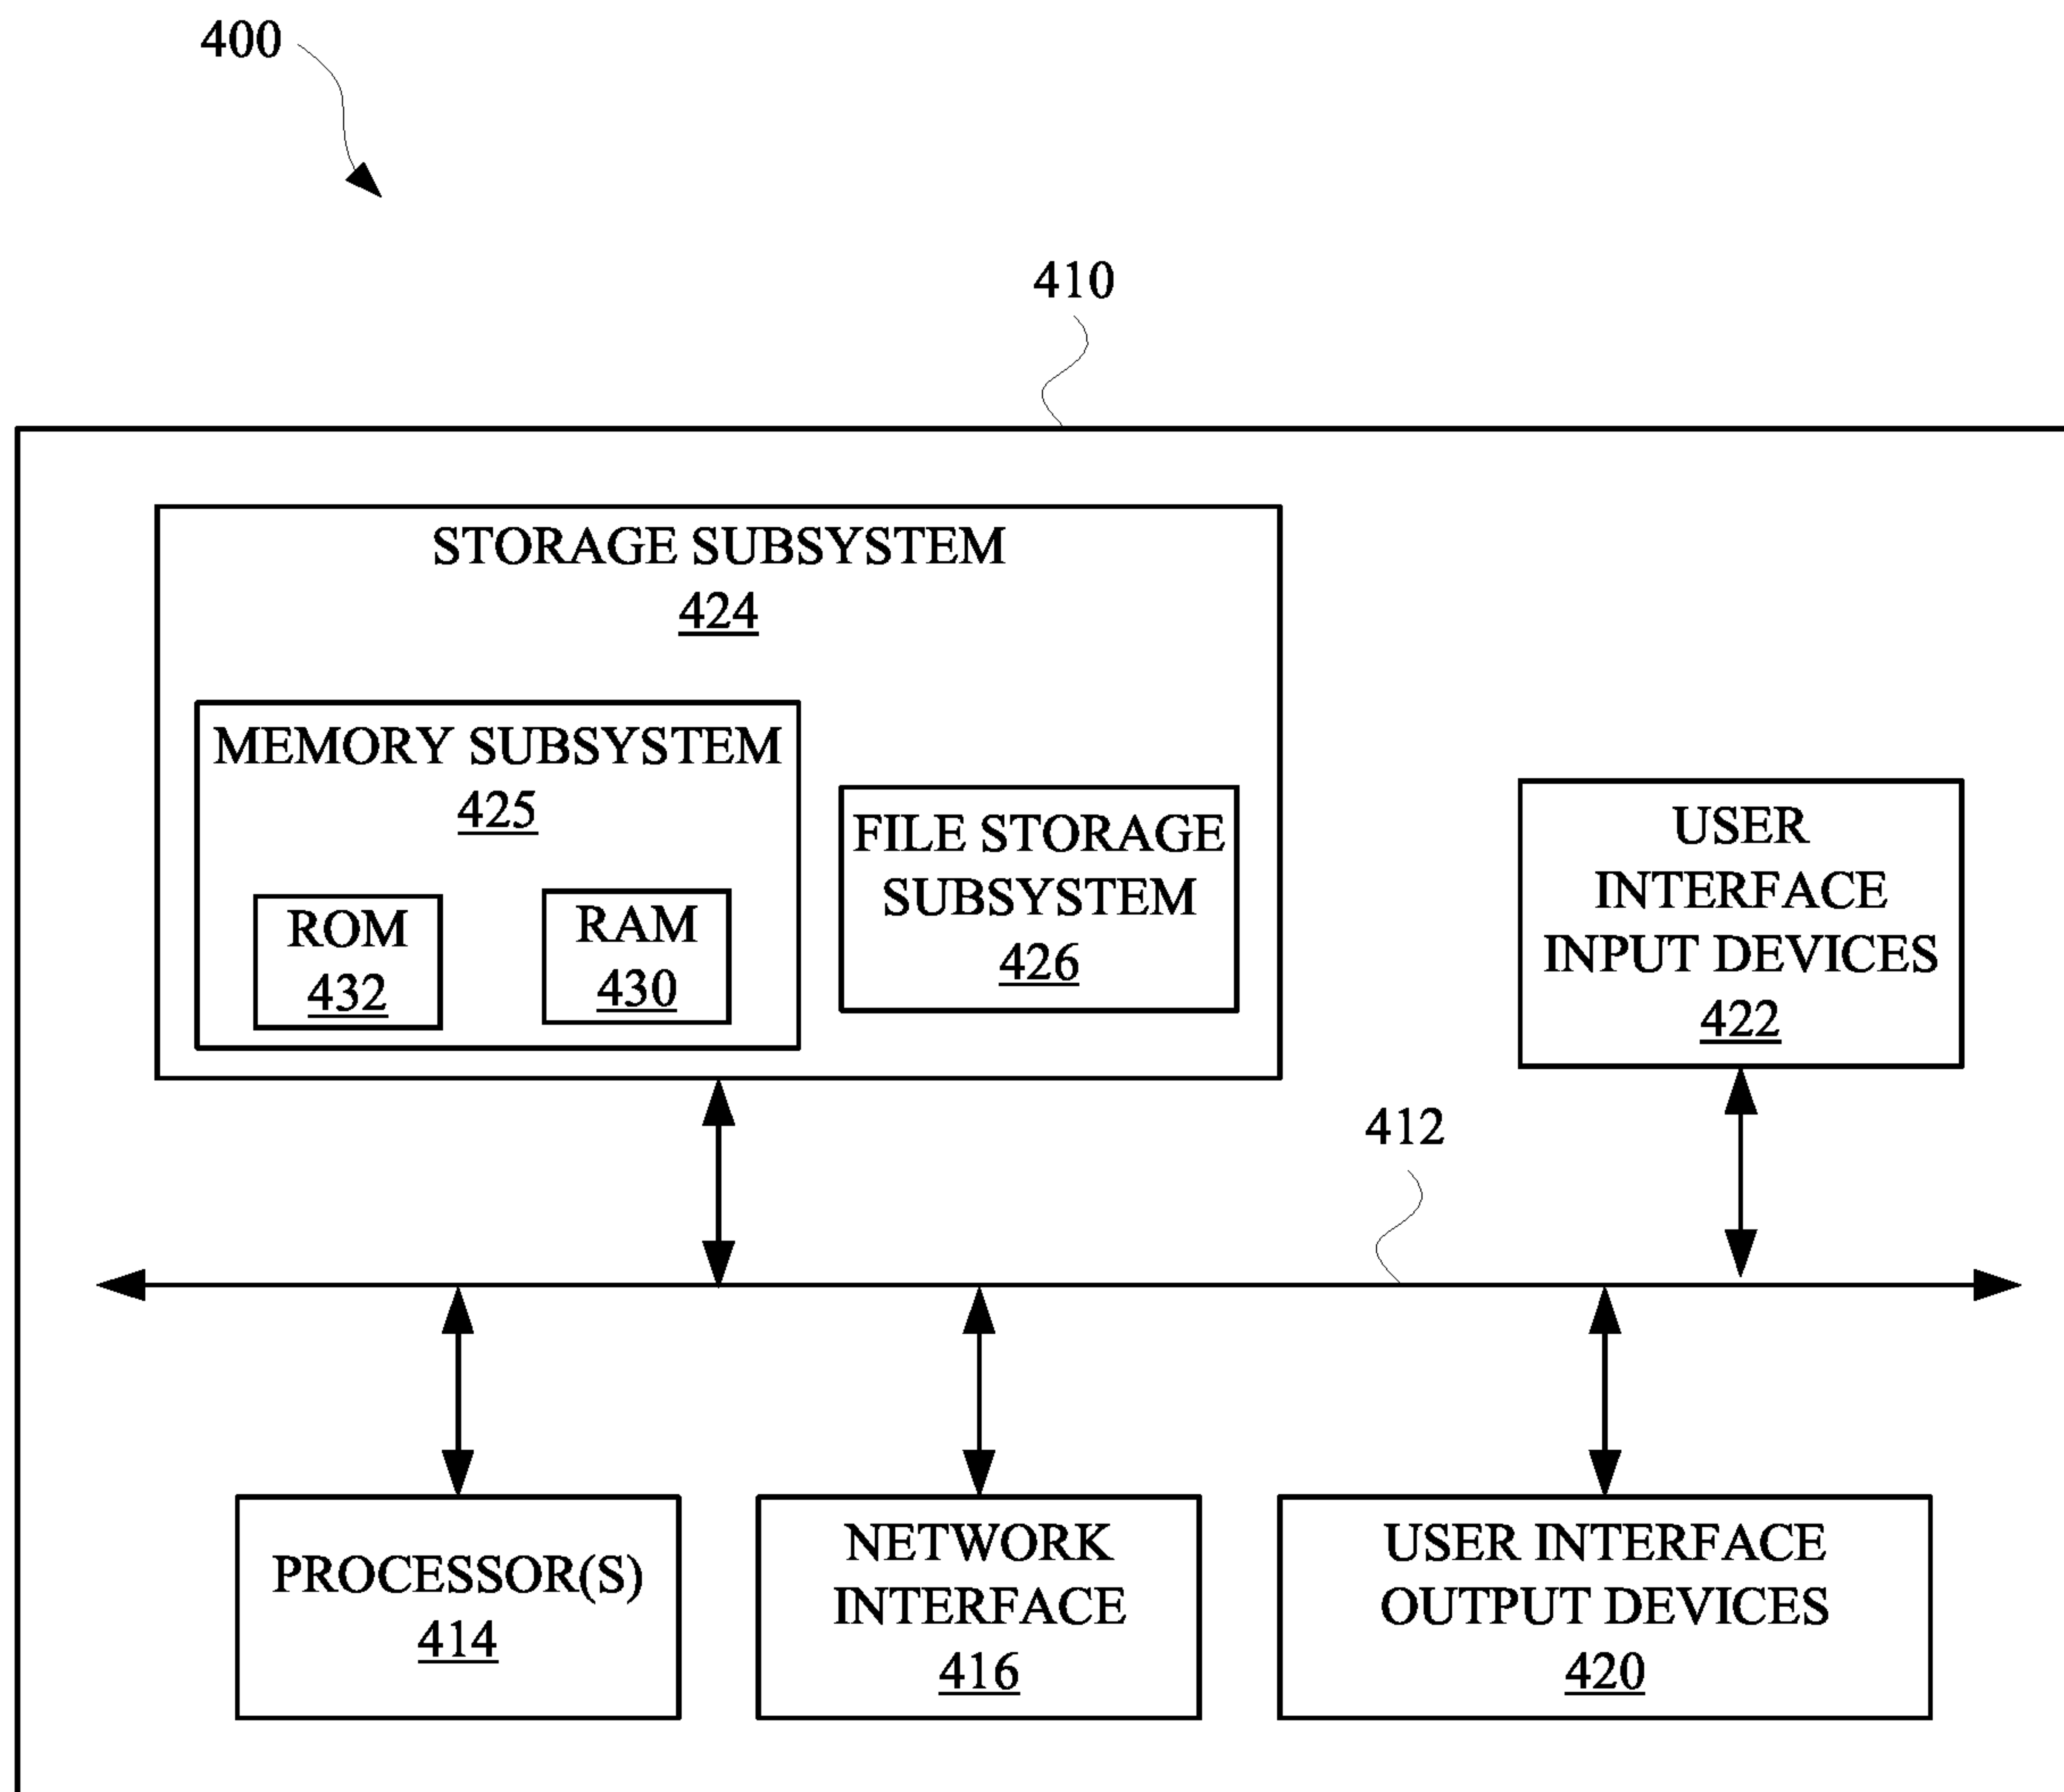 400
410
STORAGE SUBSYSTEM
424
MEMORY SUBSYSTEM
425
ROM
432
RAM
430
FILE STORAGE
SUBSYSTEM
426
USER
INTERFACE
INPUT DEVICES
422
412
PROCESSOR(S)
414
NETWORK
INTERFACE
416
USER INTERFACE
OUTPUT DEVICES
420